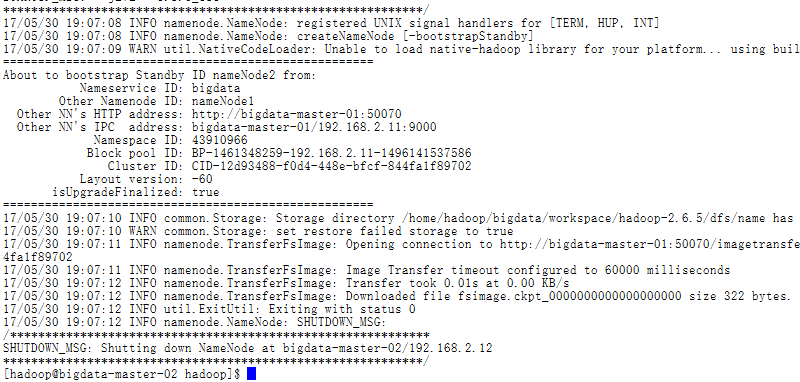 ************************************************************/
17/05/30 19:07:08 INFO namenode.NameNode: registered UNIX signal handlers for [TERM, HUP, INT]
17/05/30 19:07:08 INFO namenode.NameNode: createNameNode [-bootstrapStandby]
17/05/30 19:07:09 WARN util.NativeCodeLoader: Unable to load native-hadoop library for your platform... using buil
=====================================================
About to bootstrap Standby ID nameNode2 from:
Nameservice ID: bigdata
Other Namenode ID: nameNode1
Other NN's HTTP address: http://bigdata-master-01:50070
Other NN's IPC  address: bigdata-master-01/192.168.2.11:9000
Namespace ID: 43910966
Block pool ID: BP-1461348259-192.168.2.11-1496141537586
Cluster ID: CID-12d93488-f0d4-448e-bfcf-844fa1f89702
Layout version: -60
isUpgradeFinalized: true
=====================================================
17/05/30 19:07:10 INFO common.Storage: Storage directory /home/hadoop/bigdata/workspace/hadoop-2.6.5/dfs/name has
17/05/30 19:07:10 WARN common.Storage: set restore failed storage to true
17/05/30 19:07:11 INFO namenode.TransferFsImage: Opening connection to http://bigdata-master-01:50070/imagetransfe
4fa1f89702
17/05/30 19:07:11 INFO namenode.TransferFsImage: Image Transfer timeout configured to 60000 milliseconds
17/05/30 19:07:12 INFO namenode.TransferFsImage: Transfer took 0.01s at 0.00 KB/s
17/05/30 19:07:12 INFO namenode.TransferFsImage: Downloaded file fsimage.ckpt_0000000000000000000 size 322 bytes.
17/05/30 19:07:12 INFO util.ExitUtil: Exiting with status 0
17/05/30 19:07:12 INFO namenode.NameNode: SHUTDOWN_MSG:
/************************************************************
SHUTDOWN_MSG: Shutting down NameNode at bigdata-master-02/192.168.2.12
************************************************************/
[hadoop@bigdata-master-02 hadoop]$